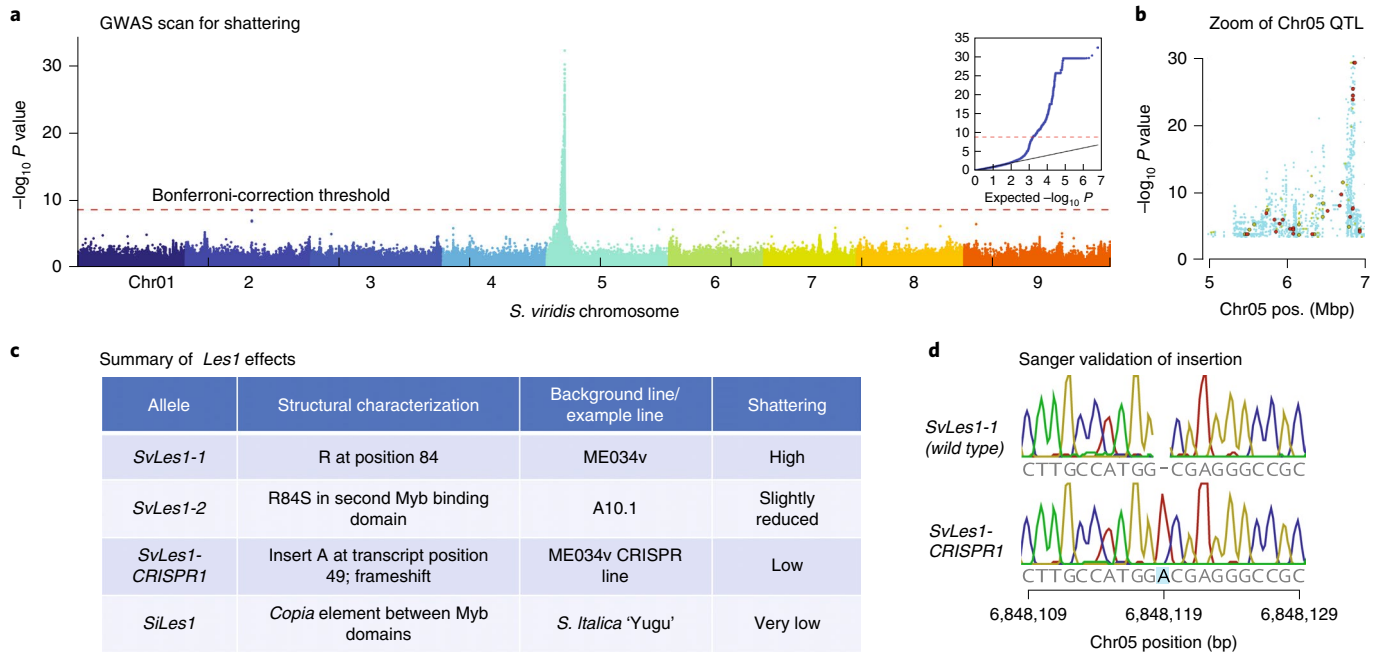 a
GWAS scan for shattering
–log10 P value
30
20
10
0
Bonferroni-correction threshold
Chr01 2 3 4 5 6 7 8 9
S. viridis chromosome
35
30
25
20
15
10
5
0
0 1 2 3 4 5 6 7
Expected –log10 P
b
Zoom of Chr05 QTL
–log10 P value
30
20
10
0
5 6 7
Chr05 pos. (Mbp)
c
Summary of Les1 effects
Allele
Structural characterization
Background line/
example line
Shattering
SvLes1-1
R at position 84
ME034v
High
SvLes1-2
R84S in second Myb binding
domain
A10.1
Slightly
reduced
SvLes1-
CRISPR1
Insert A at transcript position
49; frameshift
ME034v CRISPR
line
Low
SiLes1
Copia element between Myb
domains
S. Italica ‘Yugu’
Very low
d
Sanger validation of insertion
SvLes1-1
(wild type)
CTTGCCATGG–CGAGGGCCGC
SvLes1-
CRISPR1
CTTGCCATGGACGAGGGCCGC
6,848,109 6,848,119 6,848,129
Chr05 position (bp)